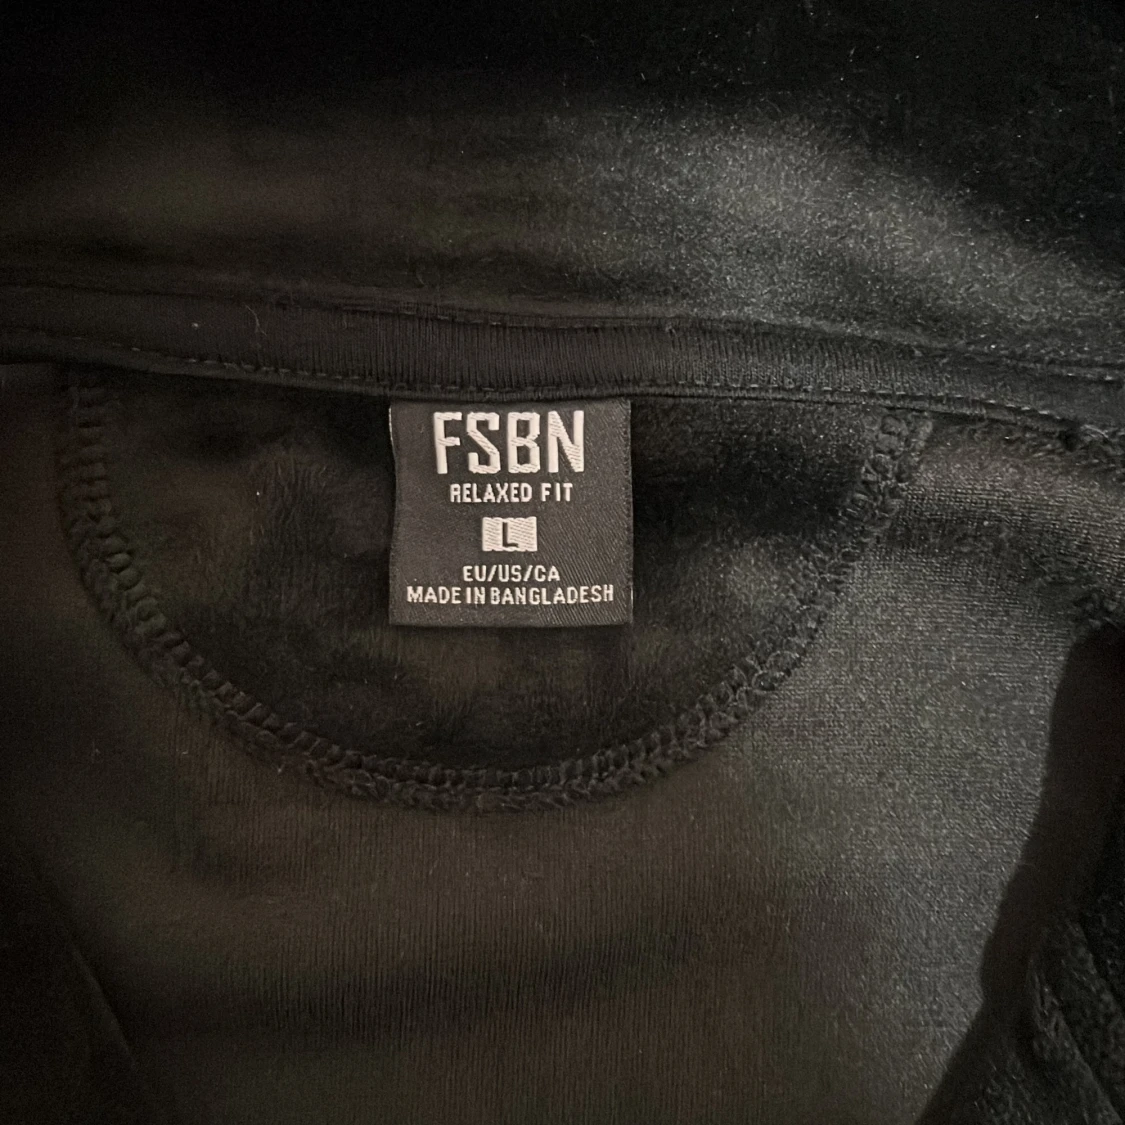 FSBN
RELAXED FIT
L
EU/US/CA
MADE IN BANGLADESH